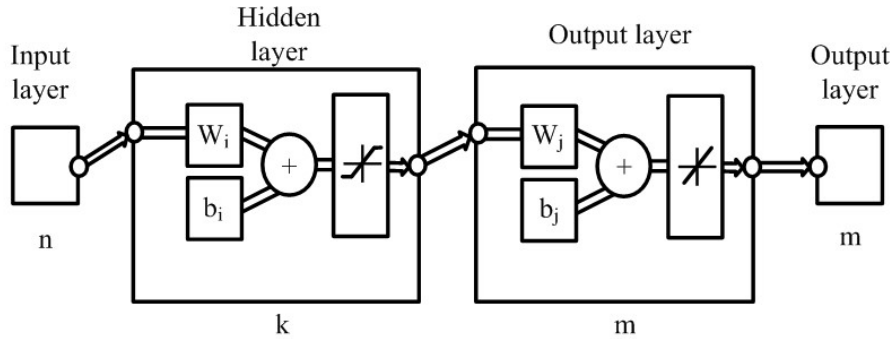 Input
layer
n
Hidden
layer
W_i
+
b_i
k
Output layer
W_j
+
b_j
m
Output
layer
m